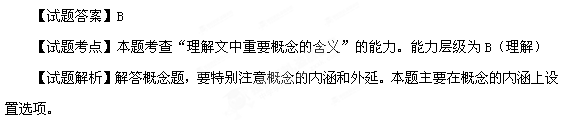 【试题答案】B
【试题考点】本题考查“理解文中重要概念的含义”的能力。能力层级为 B（理解）
【试题解析】解答概念题，要特别注意概念的内涵和外延。本题主要在概念的内涵上设
置选项。